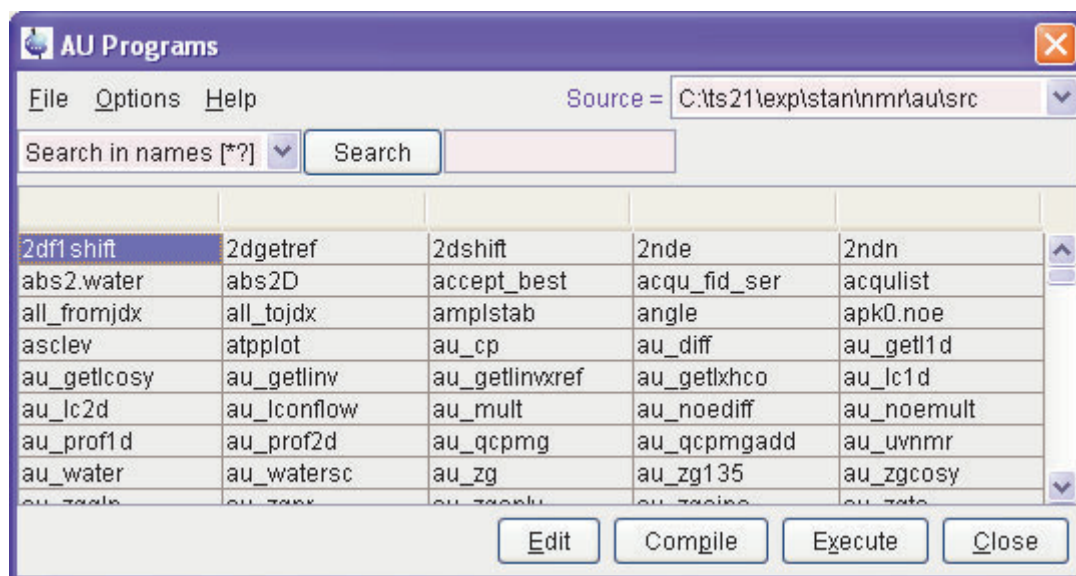 AU Programs
File Options Help Source = C:\ts21\exp\stan\nmr\au\src
Search in names [*?] Search
2df1shift 2dgetref 2dshift 2nde 2ndn
abs2.water abs2D accept_best acqu_fid_ser acqulist
all_fromjdx all_tojdx amplstab angle apk0.noe
asclev atpplot au_cp au_diff au_getl1d
au_getlcosy au_getlinv au_getlinvxref au_getlxhco au_lc1d
au_lc2d au_lconflow au_mult au_noediff au_noemult
au_prof1d au_prof2d au_qcpmg au_qcpmgadd au_uvnmr
au_water au_watersc au_zg au_zg135 au_zgcosy
Edit Compile Execute Close